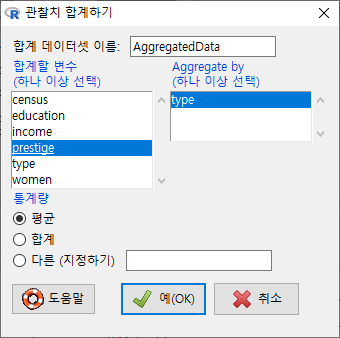 관찰치 합계하기
합계 데이터셋 이름: AggregatedData
합계할 변수
(하나 이상 선택)
Aggregate by
(하나 이상 선택)
census
education
income
prestige
type
women
type
통계량
평균
합계
다른 (지정하기)
도움말
예(OK)
취소